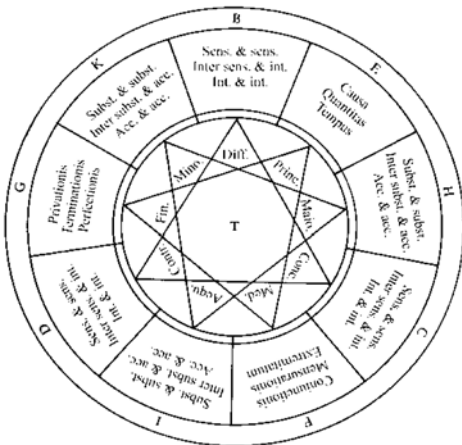 B
Sens. & sens.
Inter sens. & int.
Int. & int.
E
Causa
Quantitas
Tempus
H
Subst. & subst.
Inter subst. & acc.
Acc. & acc.
C
Sens. & sens.
Inter sens. & int.
Int. & int.
F
Conjunctionis
Mensurationis
Extremitatum
I
Subst. & subst.
Inter subst. & acc.
Acc. & acc.
D
Sens. & sens.
Inter sens. & int.
Int. & int.
G
Privationis
Terminationis
Perfectionis
K
Subst. & subst.
Inter subst. & acc.
Acc. & acc.
Diff.
Princ.
Maio.
Conc.
Med.
Contr.
Fin.
Mino.
T